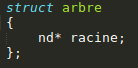 struct arbre
{
nd* racine;
};